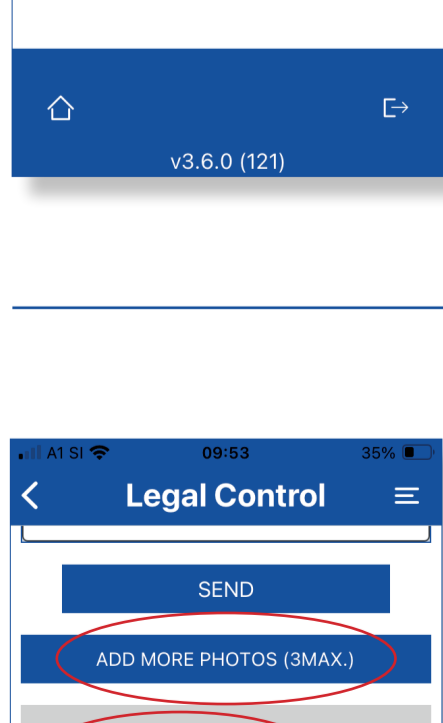 v3.6.0 (121)
A1 SI 09:53 35%
Legal Control
SEND
ADD MORE PHOTOS (3MAX.)